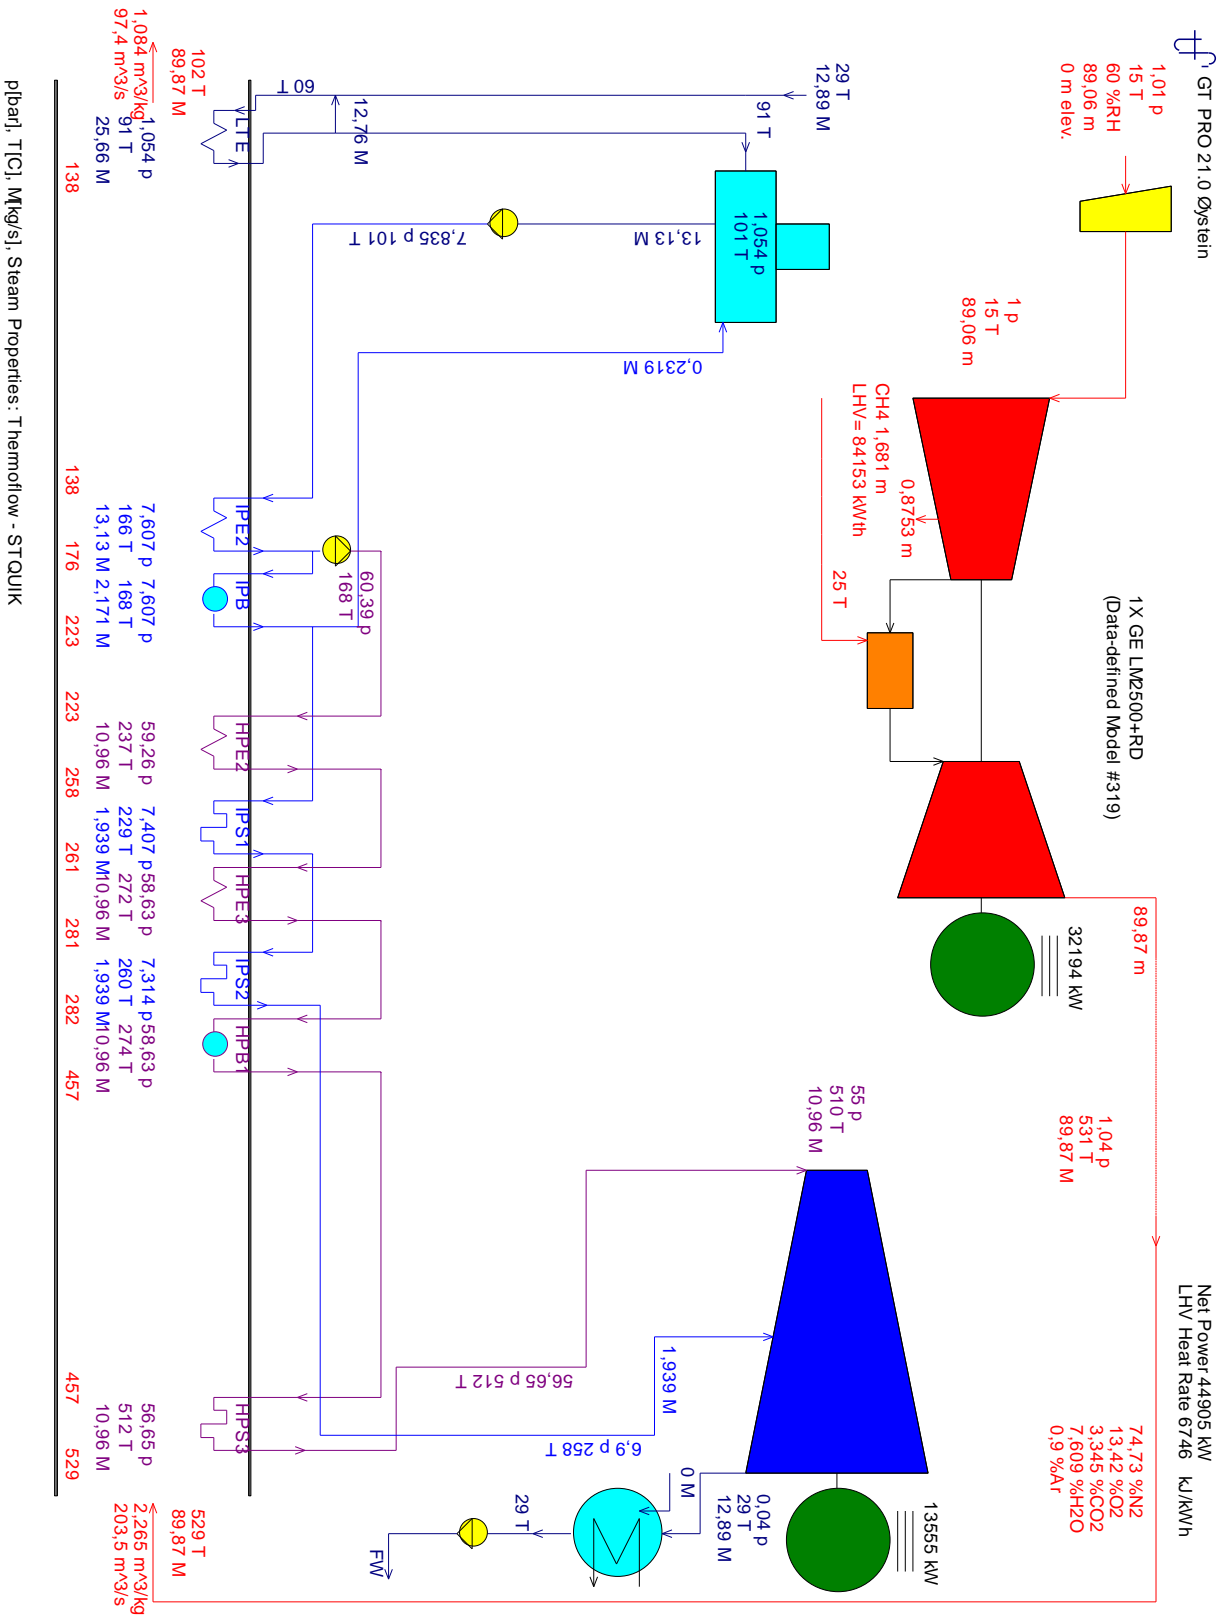 GT PRO 21.0 Øystein
1,01 p
15 T
60 %RH
89,06 m
0 m elev.
1 p
15 T
89,06 m
1X GE LM2500+RD
(Data-defined Model #319)
0,8753 m
CH4 1,681 m
LHV= 84153 kWth
25 T
32194 kW
89,87 m
1,04 p
531 T
89,87 M
Net Power 44905 kW
LHV Heat Rate 6746 kJ/kWh
74,73 %N2
13,42 %O2
3,345 %CO2
7,609 %H2O
0,9 %Ar
29 T
12,89 M
91 T
1,054 p
101 T
12,76 M
60 T
13,13 M
7,835 p 101 T
0,2319 M
60,39 p
168 T
55 p
510 T
10,96 M
13555 kW
1,939 M
56,65 p 512 T
6,9 p 258 T
0 M
0,04 p
29 T
12,89 M
29 T
FW
LTE
IPE2
IPB
HPE2
IPS1
HPE3
IPS2
HPB1
HPS3
102 T
89,87 M
1,084 m^3/kg
97,4 m^3/s
1,054 p
91 T
25,66 M
7,607 p
166 T
13,13 M
7,607 p
168 T
2,171 M
59,26 p
237 T
10,96 M
7,407 p
229 T
1,939 M
58,63 p
272 T
10,96 M
7,314 p
260 T
1,939 M
58,63 p
274 T
10,96 M
56,65 p
512 T
10,96 M
529 T
89,87 M
2,265 m^3/kg
203,5 m^3/s
138
138
176
223
223
258
261
281
282
457
457
529
p[bar], T[C], M[kg/s], Steam Properties: Thermoflow - STQUIK